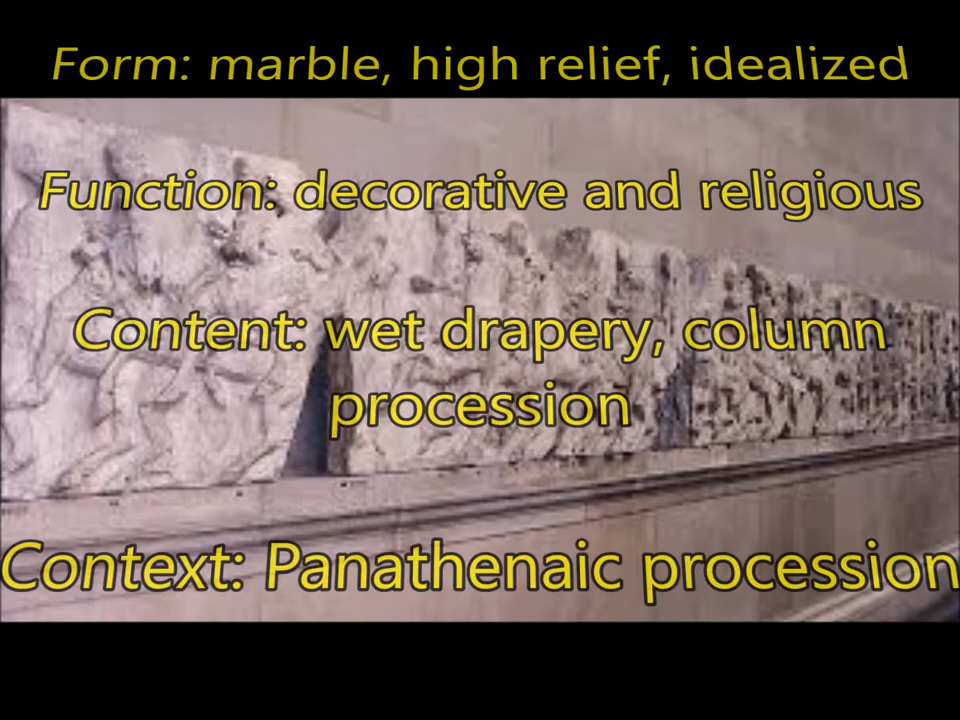 Form: marble, high relief, idealized
Function: decorative and religious
Content: wet drapery, column
procession
Context: Panathenaic procession